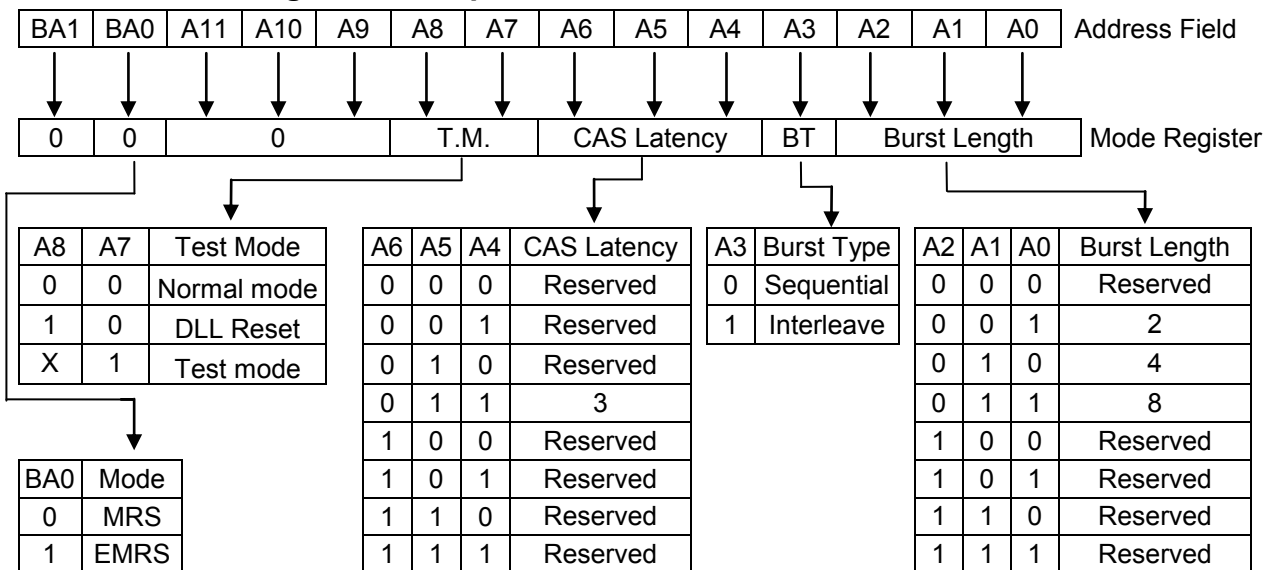 BA1 BA0 A11 A10 A9 A8 A7 A6 A5 A4 A3 A2 A1 A0 Address Field
0 0 0 T.M. CAS Latency BT Burst Length Mode Register
A8 A7 Test Mode
0 0 Normal mode
1 0 DLL Reset
X 1 Test mode
BA0 Mode
0 MRS
1 EMRS
A6 A5 A4 CAS Latency
0 0 0 Reserved
0 0 1 Reserved
0 1 0 Reserved
0 1 1 3
1 0 0 Reserved
1 0 1 Reserved
1 1 0 Reserved
1 1 1 Reserved
A3 Burst Type
0 Sequential
1 Interleave
A2 A1 A0 Burst Length
0 0 0 Reserved
0 0 1 2
0 1 0 4
0 1 1 8
1 0 0 Reserved
1 0 1 Reserved
1 1 0 Reserved
1 1 1 Reserved